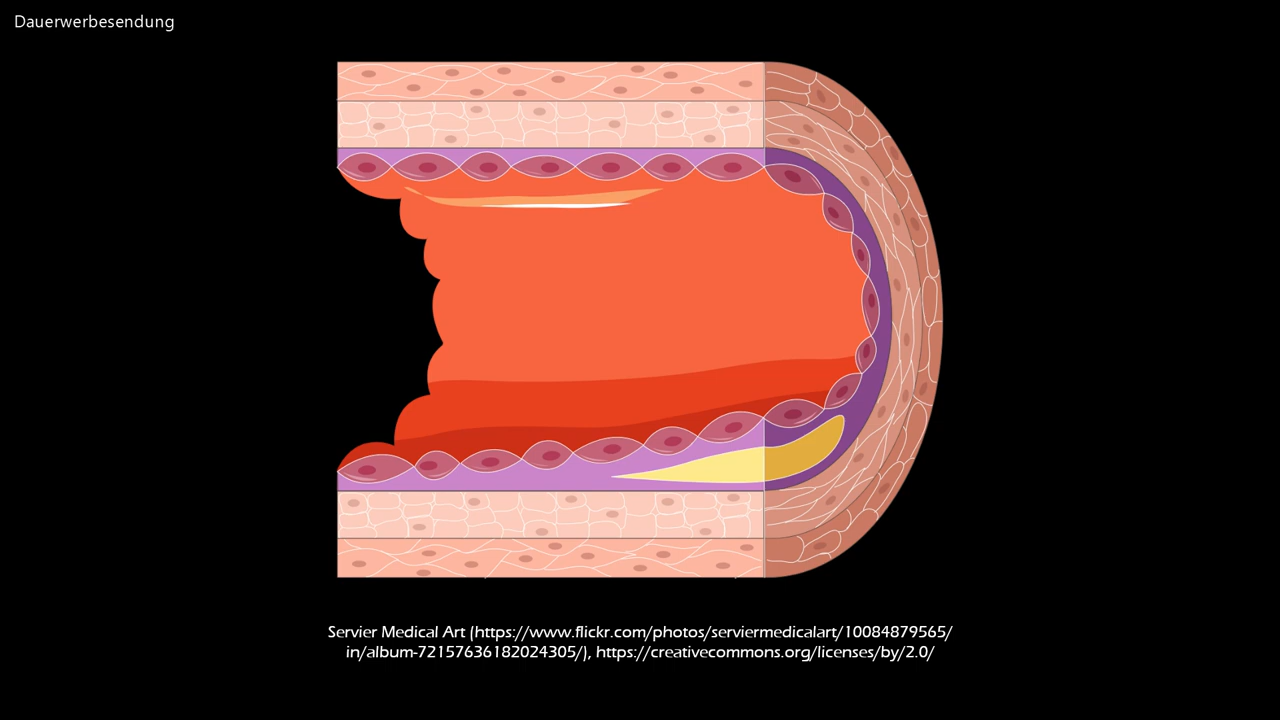 Dauerwerbesendung
Servier Medical Art (https://www.flickr.com/photos/serviermedicalart/10084879565/
in/album-72157636182024305/), https://creativecommons.org/licenses/by/2.0/